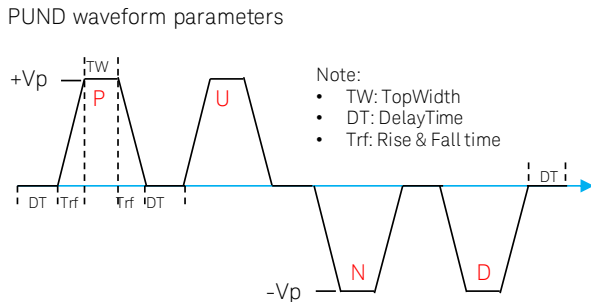 PUND waveform parameters
TW
+Vp
P
U
Note:
• TW: TopWidth
• DT: DelayTime
• Trf: Rise & Fall time
DT
DT Trf Trf DT
N
D
-Vp